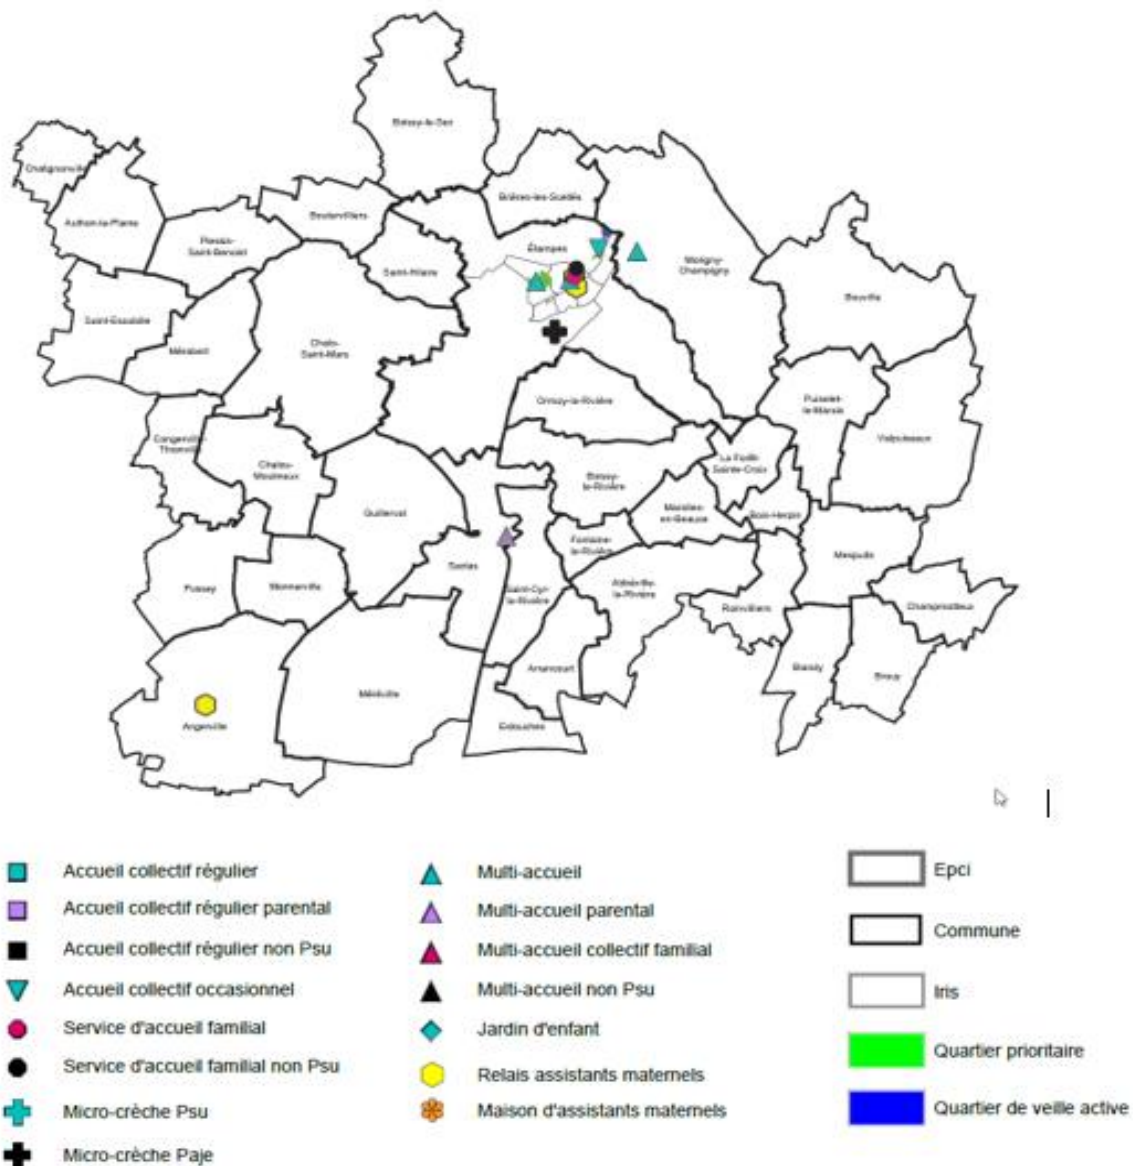 Boissy-le-Sec
Chatignonville
Brières-les-Scellés
Authon-la-Plaine
Boutervilliers
Plessis-
Saint-Benoist
Étampes
Morigny-
Champigny
Saint-Hilaire
Bouville
Saint-Escobille
Mérobert
Chalo-
Saint-Mars
Ormoy-la-Rivière
Puiselet-
le-Marais
Valpuiseaux
Congerville-
Thionville
La Forêt-
Sainte-Croix
Chalou-
Moulineux
Boissy-
la-Rivière
Guillerval
Marolles-
en-Beauce
Bois-Herpin
Fontaine-
la-Rivière
Mespuits
Saclas
Pussay
Monnerville
Saint-Cyr-
la-Rivière
Abbéville-
la-Rivière
Roinvilliers
Champmotteux
Blandy
Brouy
Arrancourt
Méréville
Angerville
Estouches
Accueil collectif régulier
Accueil collectif régulier parental
Accueil collectif régulier non Psu
Accueil collectif occasionnel
Service d'accueil familial
Service d'accueil familial non Psu
Micro-crèche Psu
Micro-crèche Paje
Multi-accueil
Multi-accueil parental
Multi-accueil collectif familial
Multi-accueil non Psu
Jardin d'enfant
Relais assistants maternels
Maison d'assistants maternels
Epci
Commune
Iris
Quartier prioritaire
Quartier de veille active